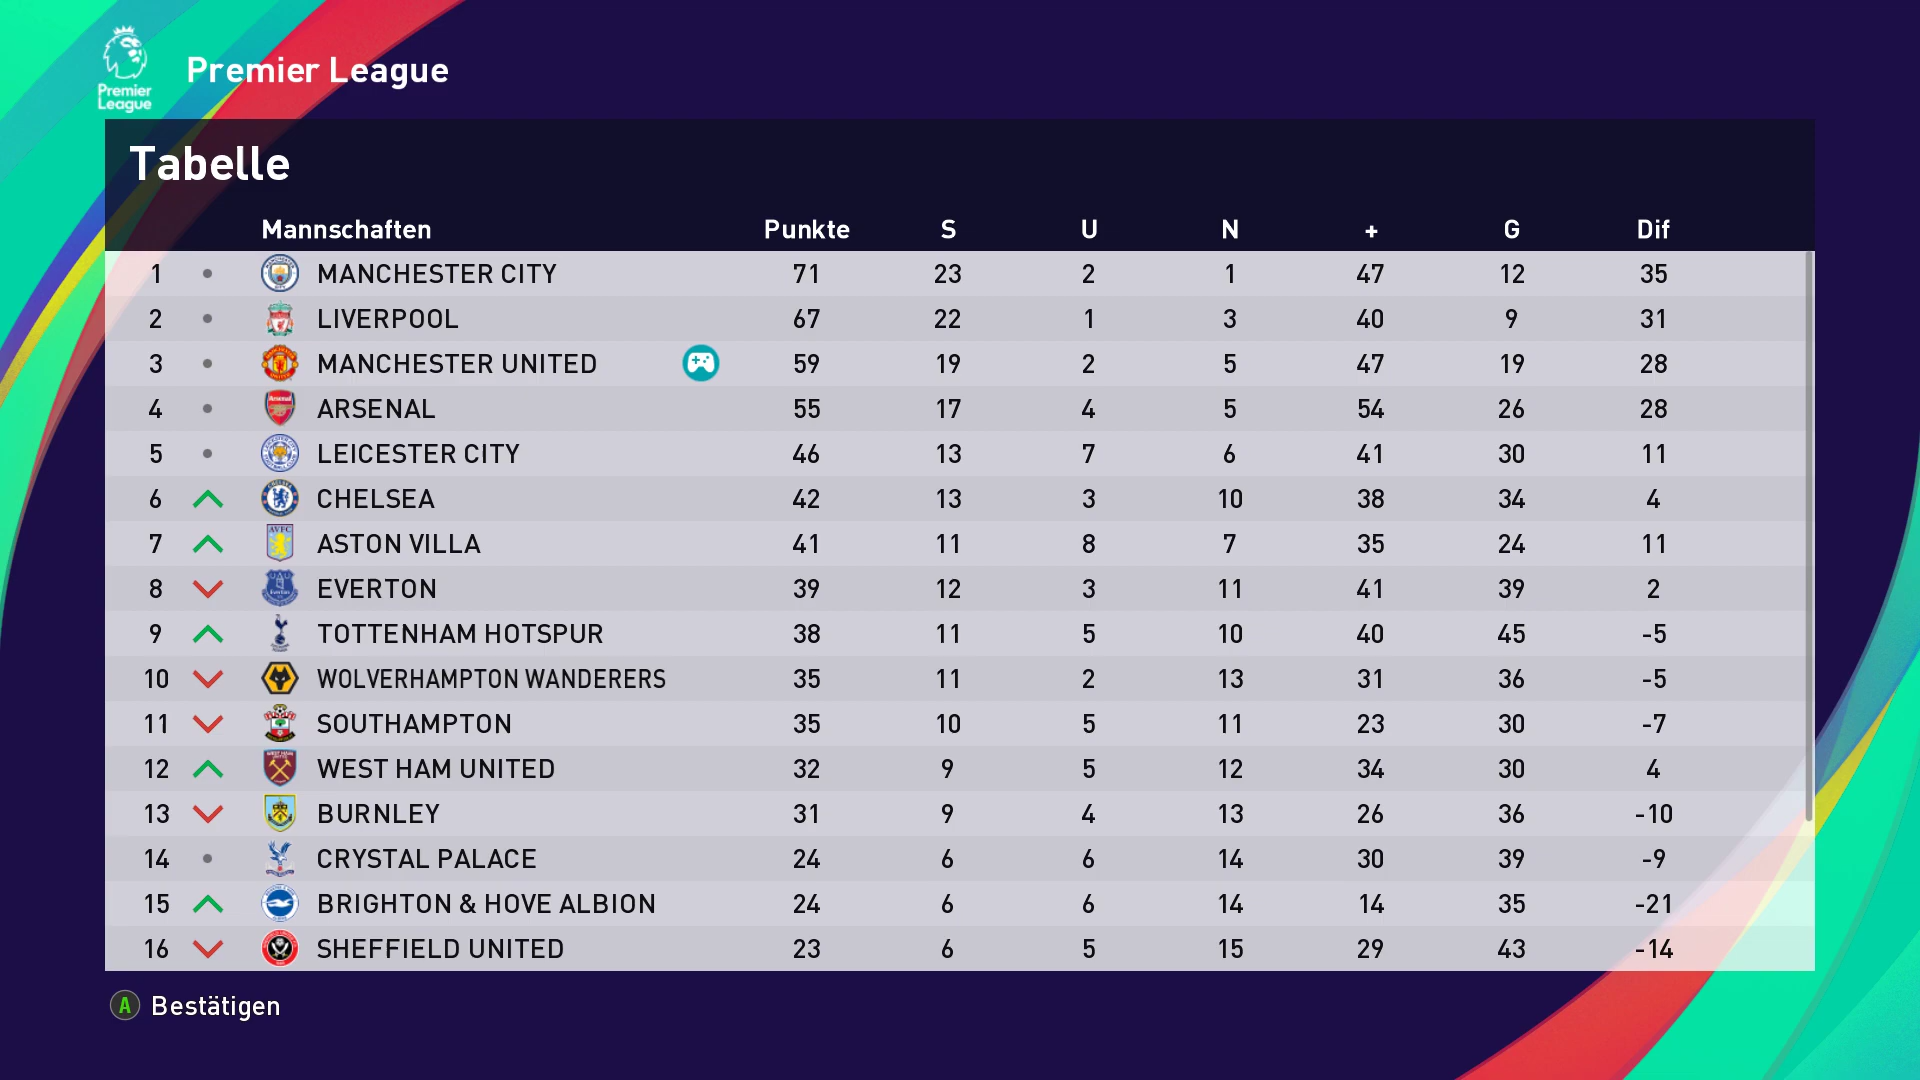 Premier League
Premier League
Tabelle
Mannschaften Punkte S U N + G Dif
1 MANCHESTER CITY 71 23 2 1 47 12 35
2 LIVERPOOL 67 22 1 3 40 9 31
3 MANCHESTER UNITED 59 19 2 5 47 19 28
4 ARSENAL 55 17 4 5 54 26 28
5 LEICESTER CITY 46 13 7 6 41 30 11
6 CHELSEA 42 13 3 10 38 34 4
7 ASTON VILLA 41 11 8 7 35 24 11
8 EVERTON 39 12 3 11 41 39 2
9 TOTTENHAM HOTSPUR 38 11 5 10 40 45 -5
10 WOLVERHAMPTON WANDERERS 35 11 2 13 31 36 -5
11 SOUTHAMPTON 35 10 5 11 23 30 -7
12 WEST HAM UNITED 32 9 5 12 34 30 4
13 BURNLEY 31 9 4 13 26 36 -10
14 CRYSTAL PALACE 24 6 6 14 30 39 -9
15 BRIGHTON & HOVE ALBION 24 6 6 14 14 35 -21
16 SHEFFIELD UNITED 23 6 5 15 29 43 -14
A Bestätigen